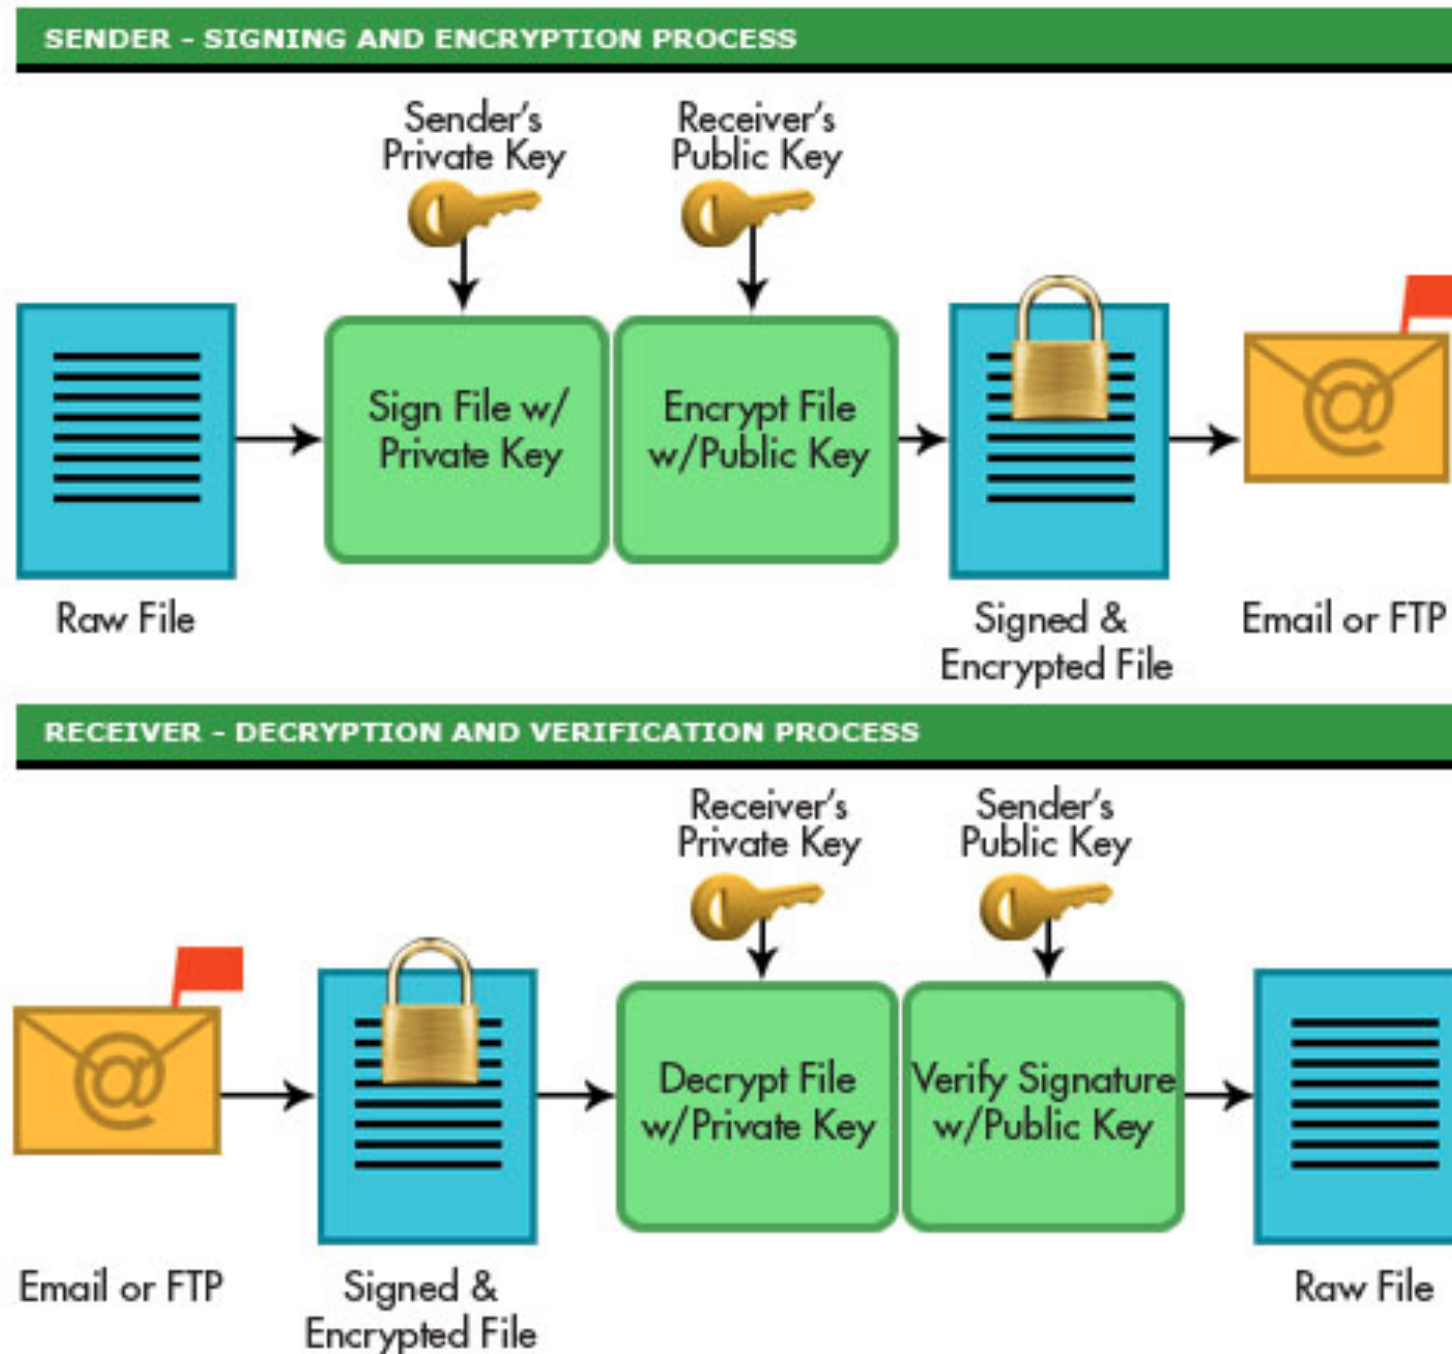 SENDER - SIGNING AND ENCRYPTION PROCESS
Sender's
Private Key
Receiver's
Public Key
Sign File w/
Private Key
Encrypt File
w/Public Key
Raw File
Signed &
Encrypted File
Email or FTP
RECEIVER - DECRYPTION AND VERIFICATION PROCESS
Receiver's
Private Key
Sender's
Public Key
@
Decrypt File
w/Private Key
Verify Signature
w/Public Key
Email or FTP
Signed &
Encrypted File
Raw File